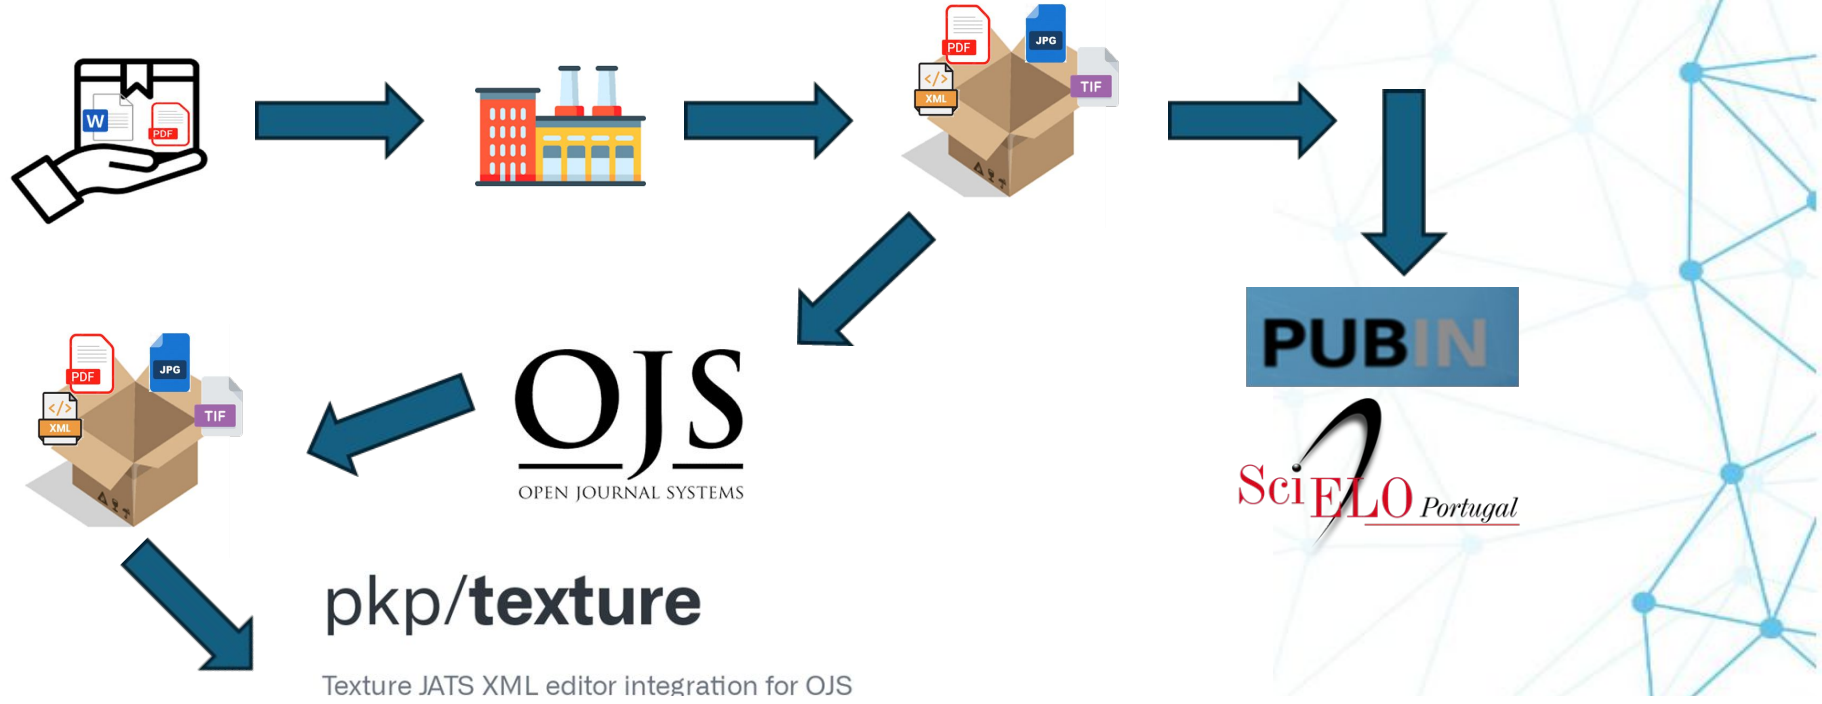 PDF
JPG
W
PDF
XML
TIF
PUBIN
PDF
JPG
XML
TIF
OJS
OPEN JOURNAL SYSTEMS
SciELO Portugal
pkp/texture
Texture JATS XML editor integration for OJS